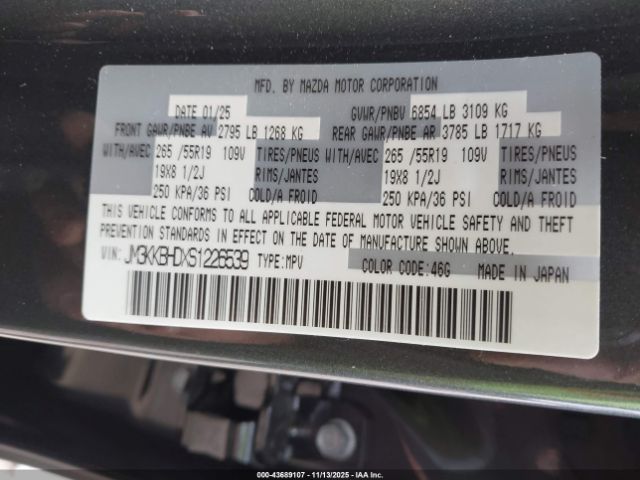 MFD. BY MAZDA MOTOR CORPORATION
DATE 01/25 GVWR/PNBV 6854 LB 3109 KG
FRONT GAWR/PNBE AV 2795 LB 1268 KG REAR GAWR/PNBE AR 3785 LB 1717 KG
WITH/AVEC 265 /55R19 109V TIRES/PNEUS WITH/AVEC 265 /55R19 109V TIRES/PNEUS
19X8 1/2J RIMS/JANTES 19X8 1/2J RIMS/JANTES
250 KPA/36 PSI COLD/A FROID 250 KPA/36 PSI COLD/A FROID
THIS VEHICLE CONFORMS TO ALL APPLICABLE FEDERAL MOTOR VEHICLE SAFETY AND THEFT
PREVENTION STANDARDS IN EFFECT ON THE DATE OF MANUFACTURE SHOWN ABOVE.
VIN: JM3KKBHDXS1226539 TYPE: MPV COLOR CODE: 46G MADE IN JAPAN
000-43689107 11/13/2025 IAAI.COM